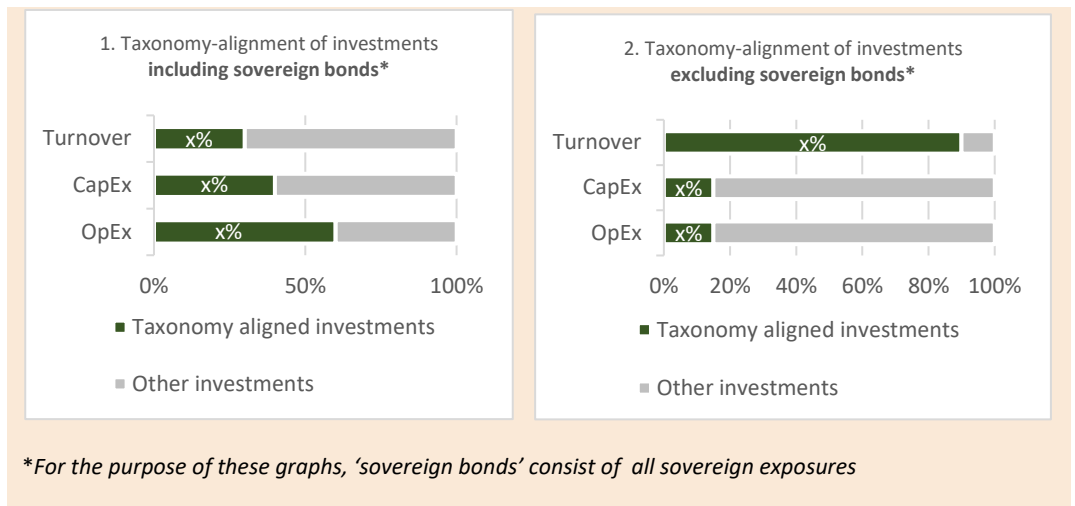 1. Taxonomy-alignment of investments
including sovereign bonds*
Turnover
x%
CapEx
x%
OpEx
x%
0% 50% 100%
Taxonomy aligned investments
Other investments
2. Taxonomy-alignment of investments
excluding sovereign bonds*
Turnover
x%
CapEx
x%
OpEx
x%
0% 20% 40% 60% 80% 100%
Taxonomy aligned investments
Other investments
*For the purpose of these graphs, ‘sovereign bonds’ consist of all sovereign exposures